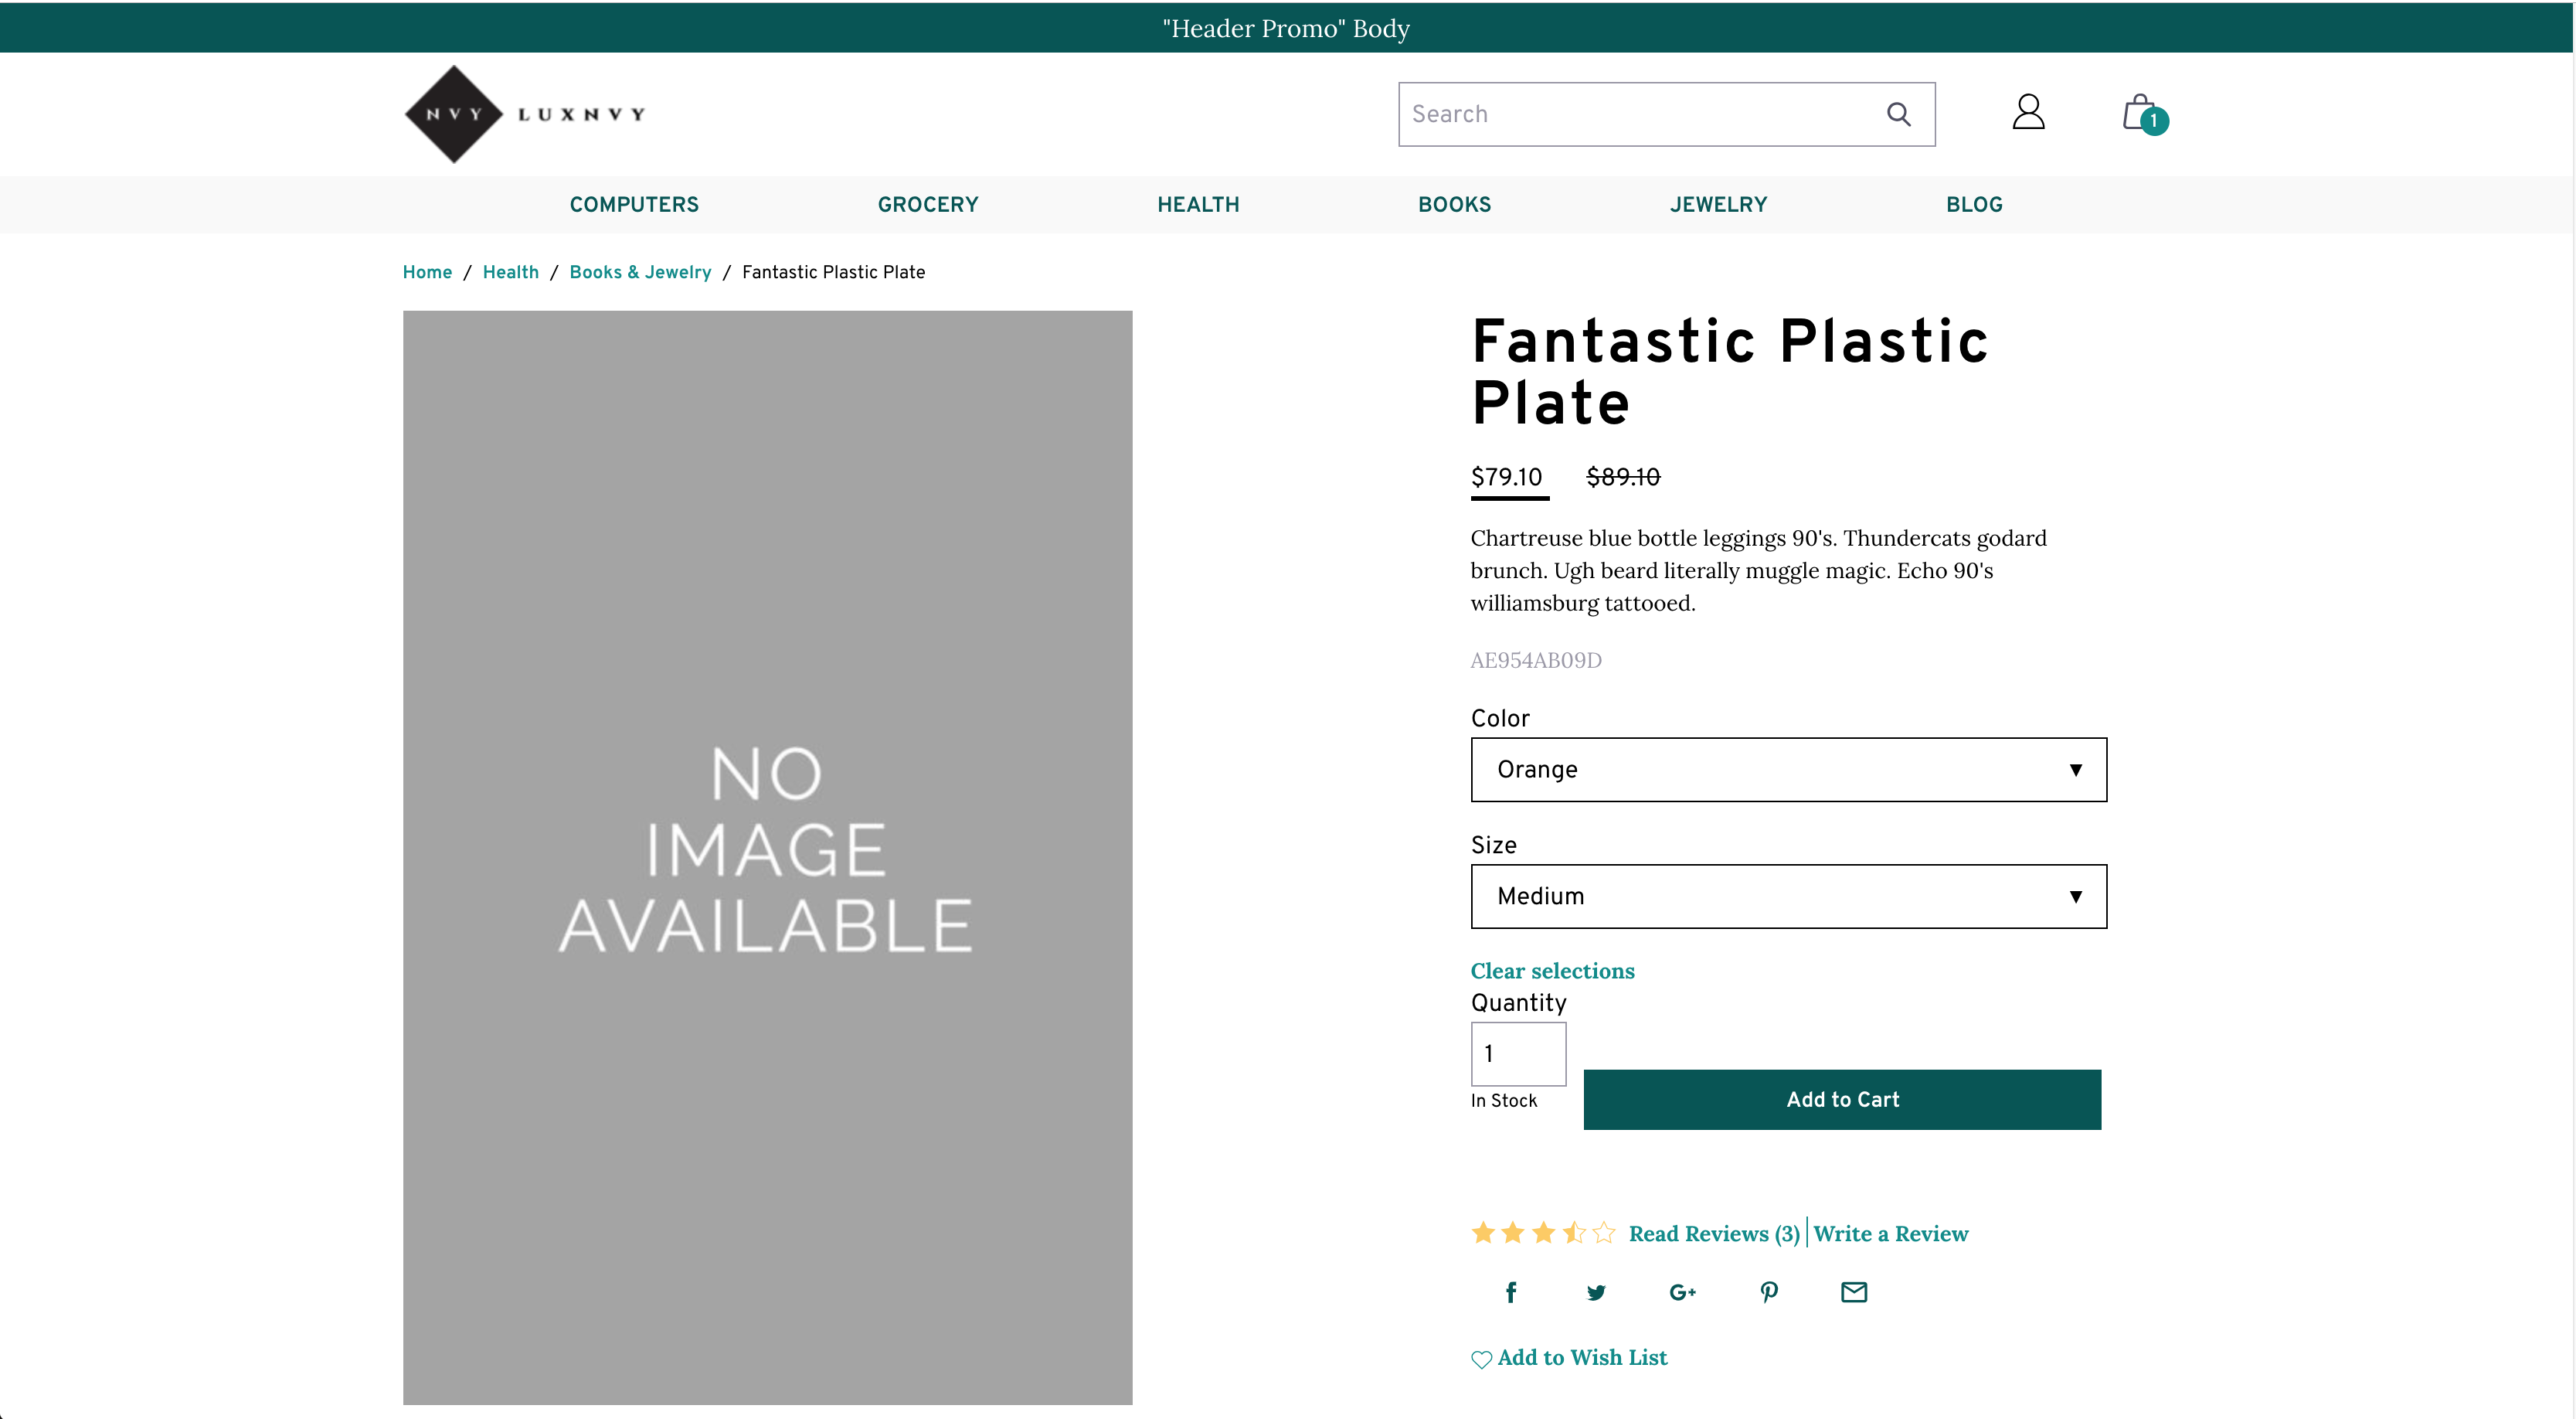 "Header Promo" Body
NVY LUXNVY
Search
1
COMPUTERS GROCERY HEALTH BOOKS JEWELRY BLOG
Home / Health / Books & Jewelry / Fantastic Plastic Plate
NO
IMAGE
AVAILABLE
Fantastic Plastic
Plate
$79.10 $89.10
Chartreuse blue bottle leggings 90's. Thundercats godard
brunch. Ugh beard literally muggle magic. Echo 90's
williamsburg tattooed.
AE954AB09D
Color
Orange
Size
Medium
Clear selections
Quantity
1
In Stock
Add to Cart
Read Reviews (3) Write a Review
f G+
Add to Wish List